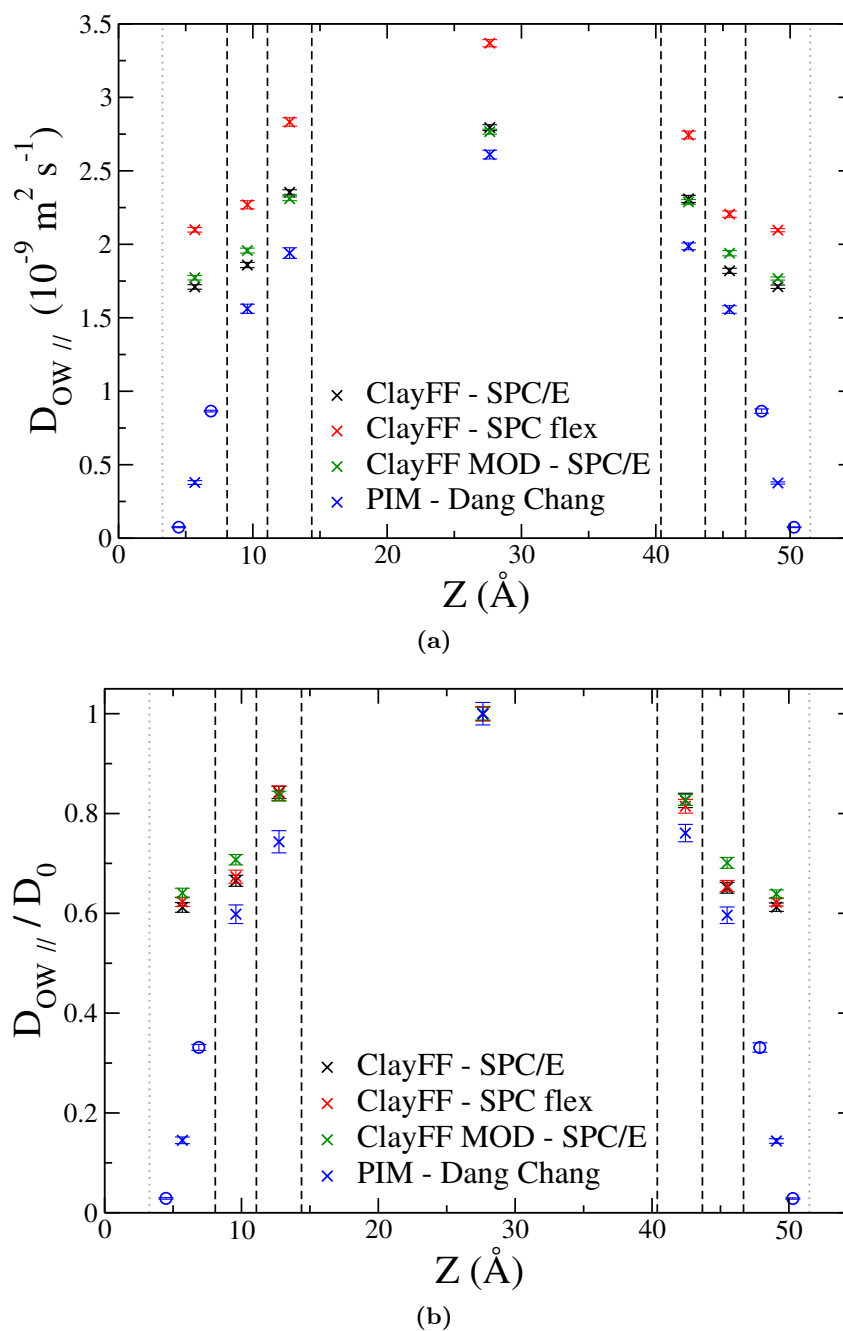 3.5
3
2.5
2
1.5
1
0.5
0
D_OW // (10^-9 m^2 s^-1)
ClayFF - SPC/E
ClayFF - SPC flex
ClayFF MOD - SPC/E
PIM - Dang Chang
0 10 20 30 40 50
Z (Å)
(a)
1
0.8
0.6
0.4
0.2
0
D_OW // / D_0
ClayFF - SPC/E
ClayFF - SPC flex
ClayFF MOD - SPC/E
PIM - Dang Chang
0 10 20 30 40 50
Z (Å)
(b)